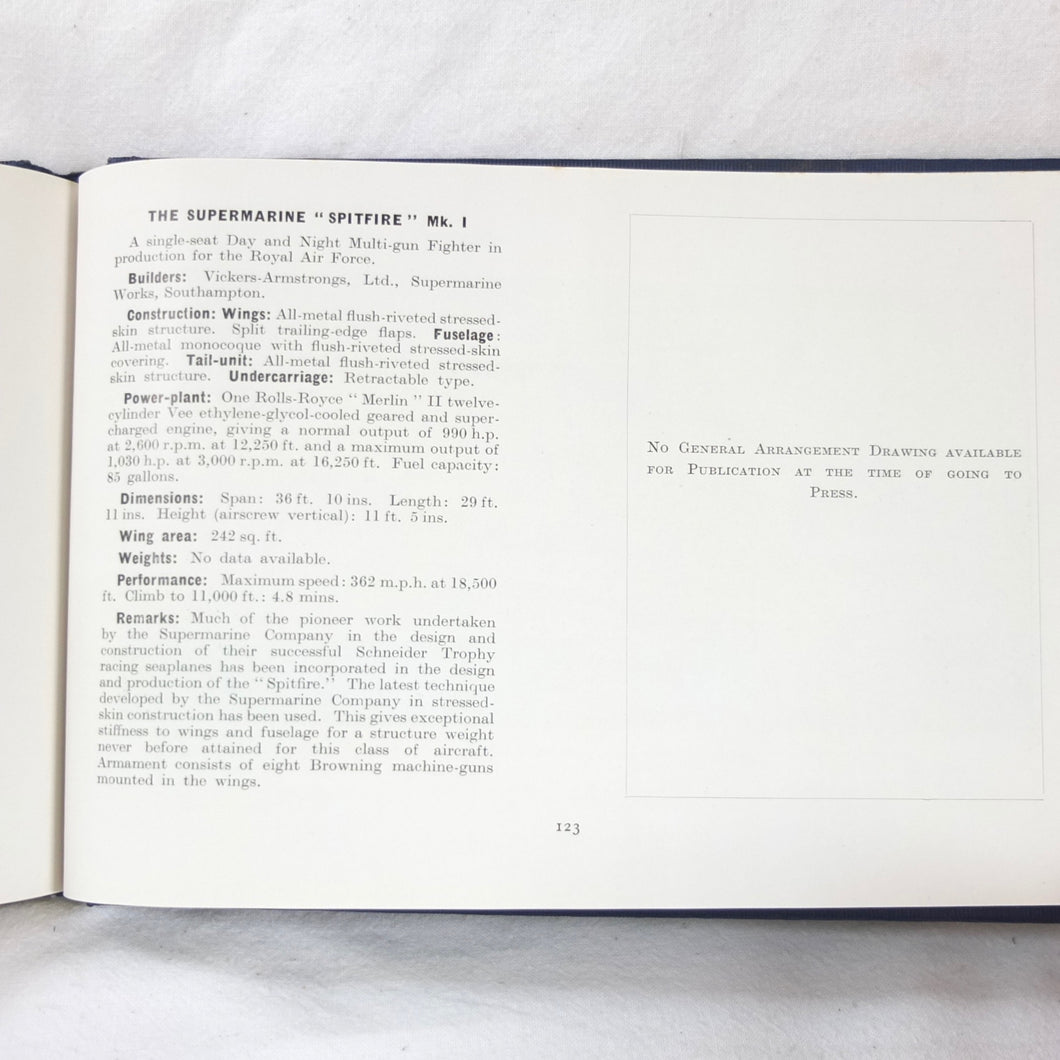 THE SUPERMARINE "SPITFIRE" Mk. I
A single-seat Day and Night Multi-gun Fighter in
production for the Royal Air Force.
Builders: Vickers-Armstrongs, Ltd., Supermarine
Works, Southampton.
Construction: Wings: All-metal flush-riveted stressed-
skin structure. Split trailing-edge flaps. Fuselage:
All-metal monocoque with flush-riveted stressed-skin
covering. Tail-unit: All-metal flush-riveted stressed-
skin structure. Undercarriage: Retractable type.
Power-plant: One Rolls-Royce "Merlin" II twelve-
cylinder Vee ethylene-glycol-cooled geared and super-
charged engine, giving a normal output of 990 h.p.
at 2,600 r.p.m. at 12,250 ft. and a maximum output of
1,030 h.p. at 3,000 r.p.m. at 16,250 ft. Fuel capacity:
85 gallons.
Dimensions: Span: 36 ft. 10 ins. Length: 29 ft.
11 ins. Height (airscrew vertical): 11 ft. 5 ins.
Wing area: 242 sq. ft.
Weights: No data available.
Performance: Maximum speed: 362 m.p.h. at 18,500
ft. Climb to 11,000 ft.: 4.8 mins.
Remarks: Much of the pioneer work undertaken
by the Supermarine Company in the design and
construction of their successful Schneider Trophy
racing seaplanes has been incorporated in the design
and production of the "Spitfire." The latest technique
developed by the Supermarine Company in stressed-
skin construction has been used. This gives exceptional
stiffness to wings and fuselage for a structure weight
never before attained for this class of aircraft.
Armament consists of eight Browning machine-guns
mounted in the wings.
No General Arrangement Drawing available
for Publication at the time of going to
Press.
123